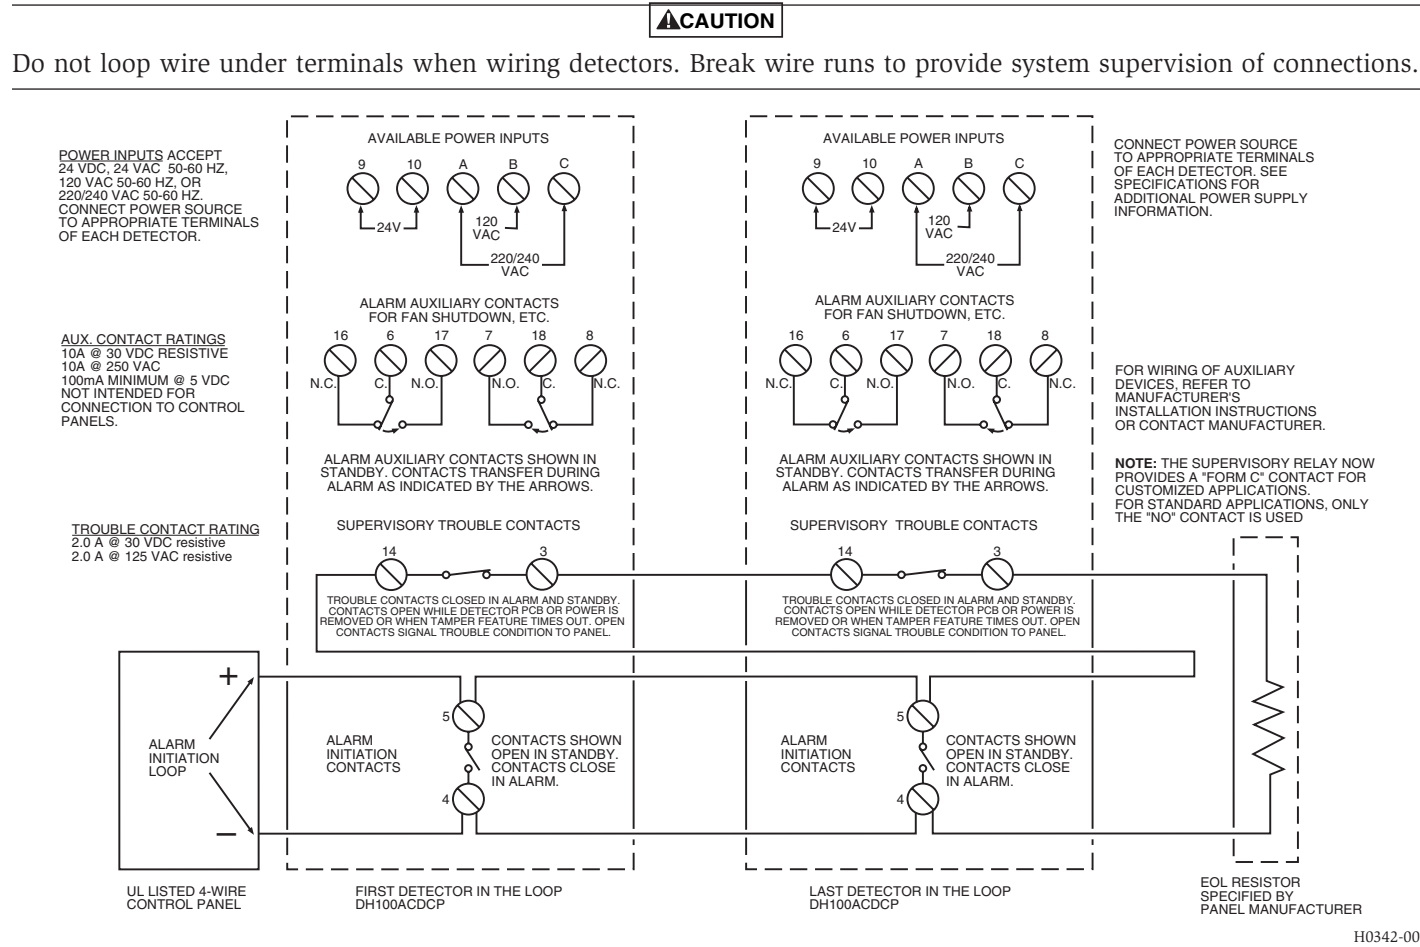 CAUTION
Do not loop wire under terminals when wiring detectors. Break wire runs to provide system supervision of connections.
POWER INPUTS ACCEPT
24 VDC, 24 VAC 50-60 HZ,
120 VAC 50-60 HZ, OR
220/240 VAC 50-60 HZ.
CONNECT POWER SOURCE
TO APPROPRIATE TERMINALS
OF EACH DETECTOR.
AVAILABLE POWER INPUTS
9 10 A B C
24V
120
VAC
220/240
VAC
AVAILABLE POWER INPUTS
9 10 A B C
24V
120
VAC
220/240
VAC
CONNECT POWER SOURCE
TO APPROPRIATE TERMINALS
OF EACH DETECTOR. SEE
SPECIFICATIONS FOR
ADDITIONAL POWER SUPPLY
INFORMATION.
AUX. CONTACT RATINGS
10A @ 30 VDC RESISTIVE
10A @ 250 VAC
100mA MINIMUM @ 5 VDC
NOT INTENDED FOR
CONNECTION TO CONTROL
PANELS.
ALARM AUXILIARY CONTACTS
FOR FAN SHUTDOWN, ETC.
16 6 17 7 18 8
N.C. C. N.O. N.O. C. N.C.
ALARM AUXILIARY CONTACTS SHOWN IN
STANDBY. CONTACTS TRANSFER DURING
ALARM AS INDICATED BY THE ARROWS.
ALARM AUXILIARY CONTACTS
FOR FAN SHUTDOWN, ETC.
16 6 17 7 18 8
N.C. C. N.O. N.O. C. N.C.
ALARM AUXILIARY CONTACTS SHOWN IN
STANDBY. CONTACTS TRANSFER DURING
ALARM AS INDICATED BY THE ARROWS.
FOR WIRING OF AUXILIARY
DEVICES, REFER TO
MANUFACTURER'S
INSTALLATION INSTRUCTIONS
OR CONTACT MANUFACTURER.
NOTE: THE SUPERVISORY RELAY NOW
PROVIDES A "FORM C" CONTACT FOR
CUSTOMIZED APPLICATIONS.
FOR STANDARD APPLICATIONS, ONLY
THE "NO" CONTACT IS USED
TROUBLE CONTACT RATING
2.0 A @ 30 VDC resistive
2.0 A @ 125 VAC resistive
SUPERVISORY TROUBLE CONTACTS
14 3
TROUBLE CONTACTS CLOSED IN ALARM AND STANDBY.
CONTACTS OPEN WHILE DETECTOR PCB OR POWER IS
REMOVED OR WHEN TAMPER FEATURE TIMES OUT. OPEN
CONTACTS SIGNAL TROUBLE CONDITION TO PANEL.
SUPERVISORY TROUBLE CONTACTS
14 3
TROUBLE CONTACTS CLOSED IN ALARM AND STANDBY.
CONTACTS OPEN WHILE DETECTOR PCB OR POWER IS
REMOVED OR WHEN TAMPER FEATURE TIMES OUT. OPEN
CONTACTS SIGNAL TROUBLE CONDITION TO PANEL.
+
ALARM
INITIATION
LOOP
−
UL LISTED 4-WIRE
CONTROL PANEL
5
ALARM
INITIATION
CONTACTS
CONTACTS SHOWN
OPEN IN STANDBY.
CONTACTS CLOSE
IN ALARM.
4
FIRST DETECTOR IN THE LOOP
DH100ACDCP
5
ALARM
INITIATION
CONTACTS
CONTACTS SHOWN
OPEN IN STANDBY.
CONTACTS CLOSE
IN ALARM.
4
LAST DETECTOR IN THE LOOP
DH100ACDCP
EOL RESISTOR
SPECIFIED BY
PANEL MANUFACTURER
H0342-00